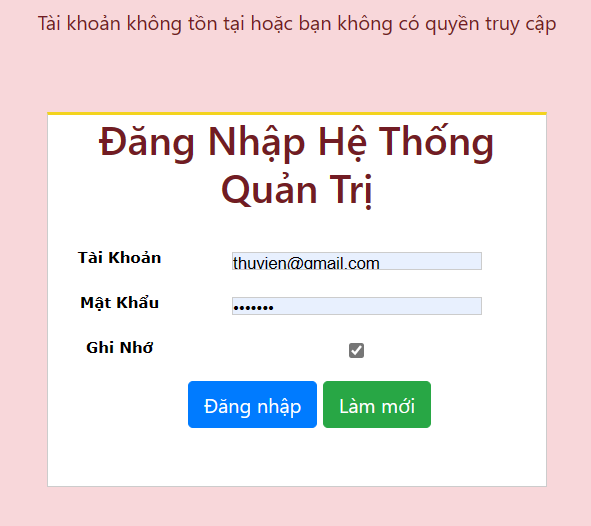 Tài khoản không tồn tại hoặc bạn không có quyền truy cập
Đăng Nhập Hệ Thống
Quản Trị
Tài Khoản
thuvien@gmail.com
Mật Khẩu
•••••••
Ghi Nhớ
Đăng nhập
Làm mới